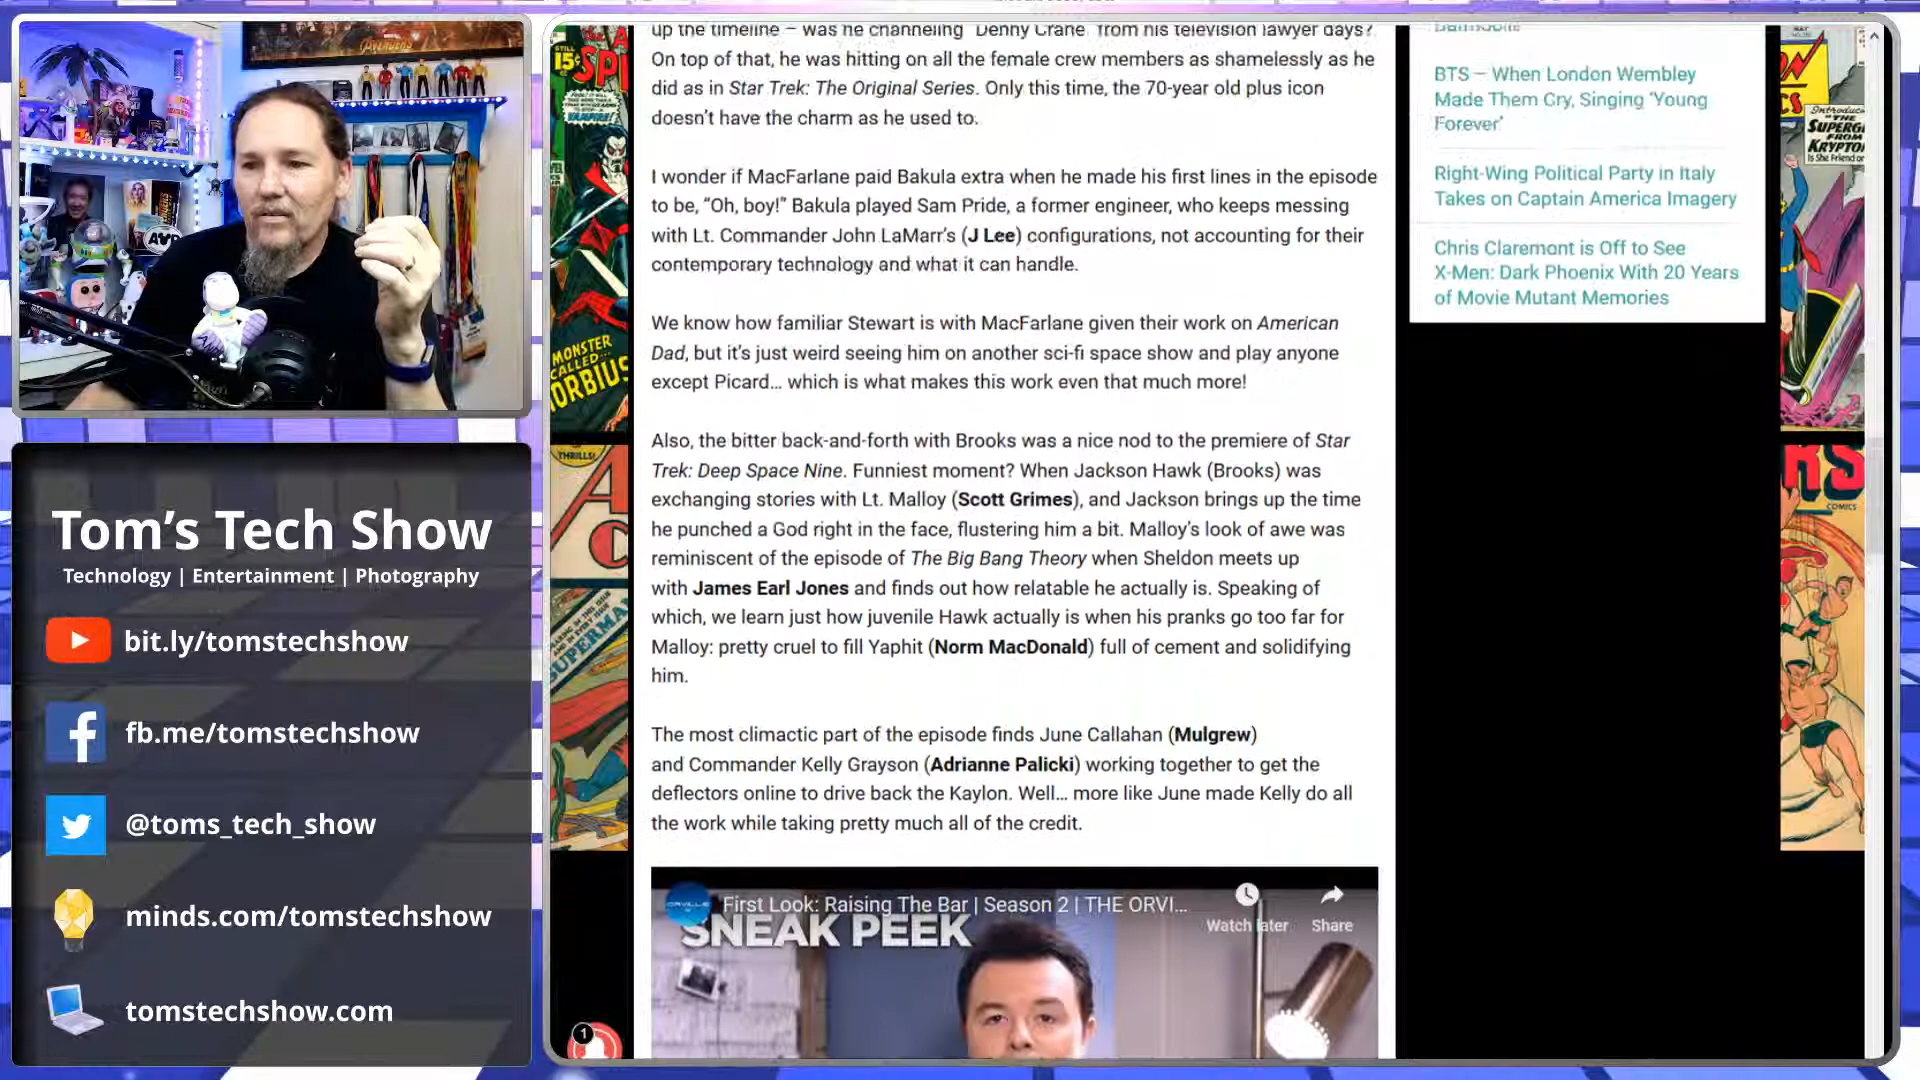 AVENGERS
Tom's Tech Show
Technology | Entertainment | Photography
bit.ly/tomstechshow
fb.me/tomstechshow
@toms_tech_show
minds.com/tomstechshow
tomstechshow.com
STILL
15¢
MONSTER
CALLED...
MORBIUS
THRILLS!
SUPERMAN
up the timeline – was he channeling "Denny Crane" from his television lawyer days?
On top of that, he was hitting on all the female crew members as shamelessly as he
did as in Star Trek: The Original Series. Only this time, the 70-year old plus icon
doesn't have the charm as he used to.
I wonder if MacFarlane paid Bakula extra when he made his first lines in the episode
to be, “Oh, boy!” Bakula played Sam Pride, a former engineer, who keeps messing
with Lt. Commander John LaMarr's (J Lee) configurations, not accounting for their
contemporary technology and what it can handle.
We know how familiar Stewart is with MacFarlane given their work on American
Dad, but it's just weird seeing him on another sci-fi space show and play anyone
except Picard… which is what makes this work even that much more!
Also, the bitter back-and-forth with Brooks was a nice nod to the premiere of Star
Trek: Deep Space Nine. Funniest moment? When Jackson Hawk (Brooks) was
exchanging stories with Lt. Malloy (Scott Grimes), and Jackson brings up the time
he punched a God right in the face, flustering him a bit. Malloy's look of awe was
reminiscent of the episode of The Big Bang Theory when Sheldon meets up
with James Earl Jones and finds out how relatable he actually is. Speaking of
which, we learn just how juvenile Hawk actually is when his pranks go too far for
Malloy: pretty cruel to fill Yaphit (Norm MacDonald) full of cement and solidifying
him.
The most climactic part of the episode finds June Callahan (Mulgrew)
and Commander Kelly Grayson (Adrianne Palicki) working together to get the
deflectors online to drive back the Kaylon. Well… more like June made Kelly do all
the work while taking pretty much all of the credit.
First Look: Raising The Bar | Season 2 | THE ORVI...
Watch later
Share
SNEAK PEEK
1
Batmobile
BTS – When London Wembley
Made Them Cry, Singing ‘Young
Forever’
Right-Wing Political Party in Italy
Takes on Captain America Imagery
Chris Claremont is Off to See
X-Men: Dark Phoenix With 20 Years
of Movie Mutant Memories
COMICS